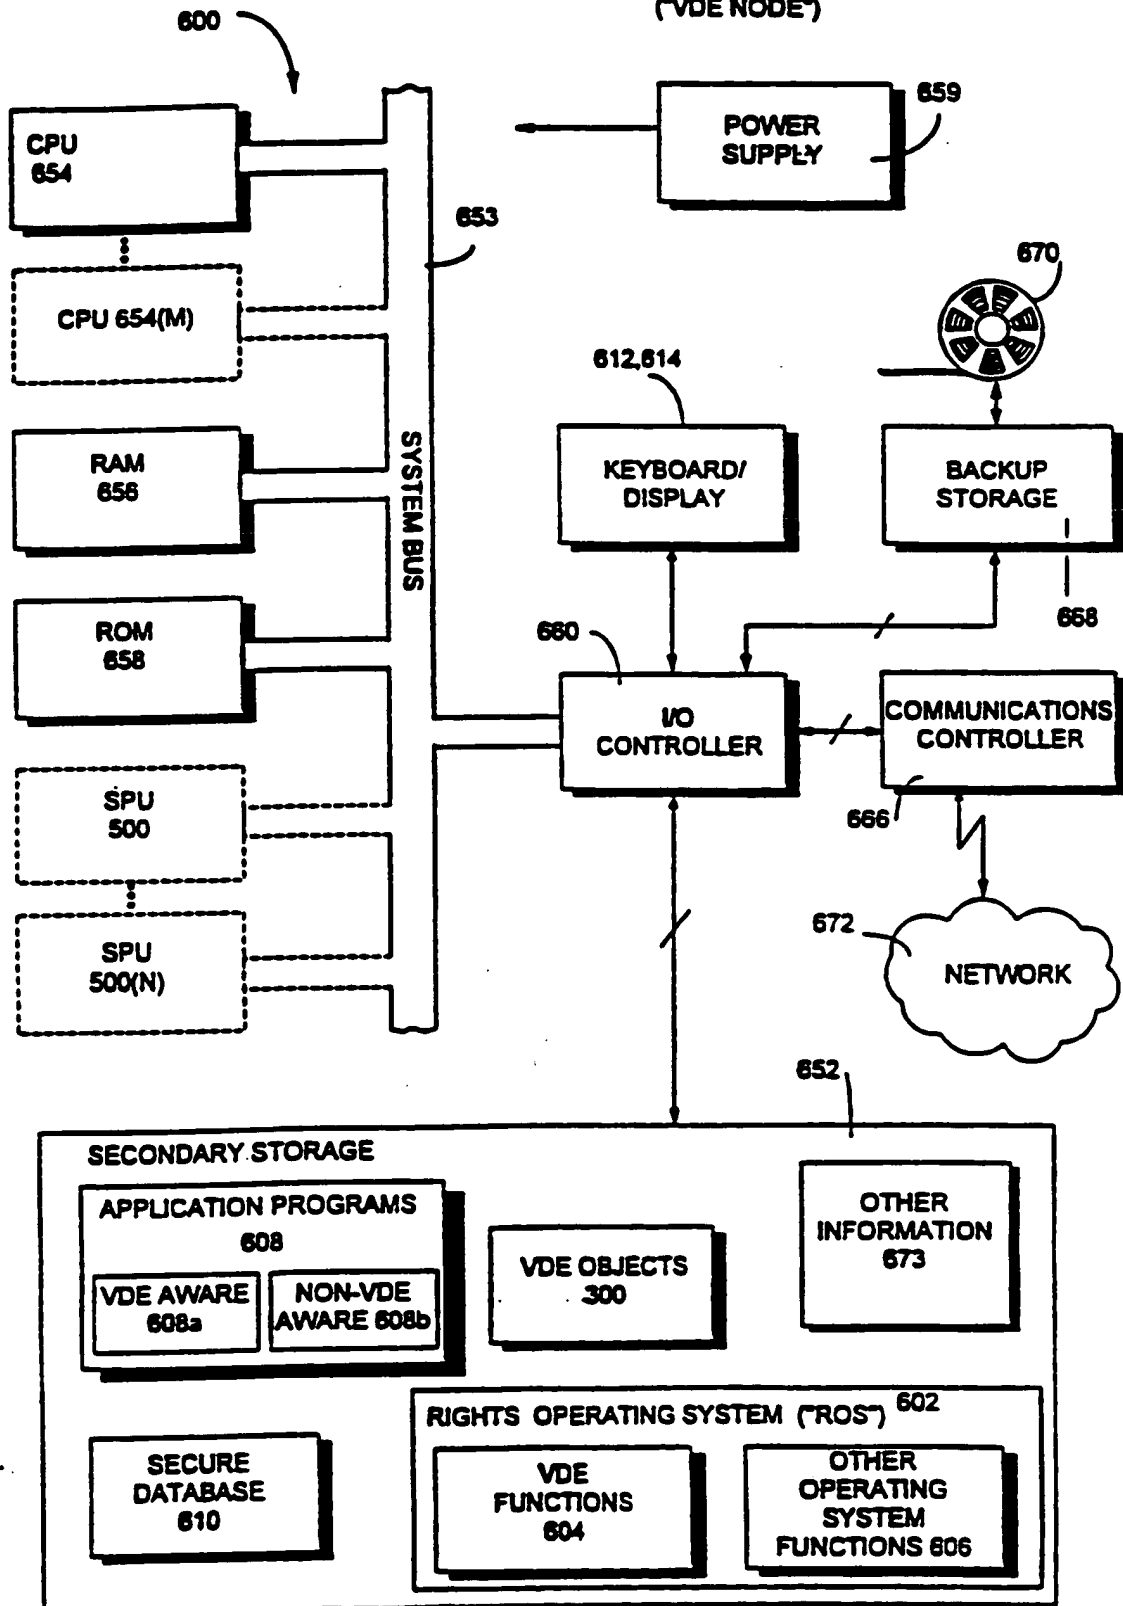 ("VDE NODE")
600
CPU
654
CPU 654(M)
RAM
656
ROM
658
SPU
500
SPU
500(N)
SYSTEM BUS
653
POWER
SUPPLY
659
670
612,614
KEYBOARD/
DISPLAY
BACKUP
STORAGE
668
660
I/O
CONTROLLER
COMMUNICATIONS
CONTROLLER
666
672
NETWORK
652
SECONDARY STORAGE
APPLICATION PROGRAMS
608
VDE AWARE
608a
NON-VDE
AWARE 608b
VDE OBJECTS
300
OTHER
INFORMATION
673
SECURE
DATABASE
610
RIGHTS OPERATING SYSTEM ("ROS") 602
VDE
FUNCTIONS
604
OTHER
OPERATING
SYSTEM
FUNCTIONS 606